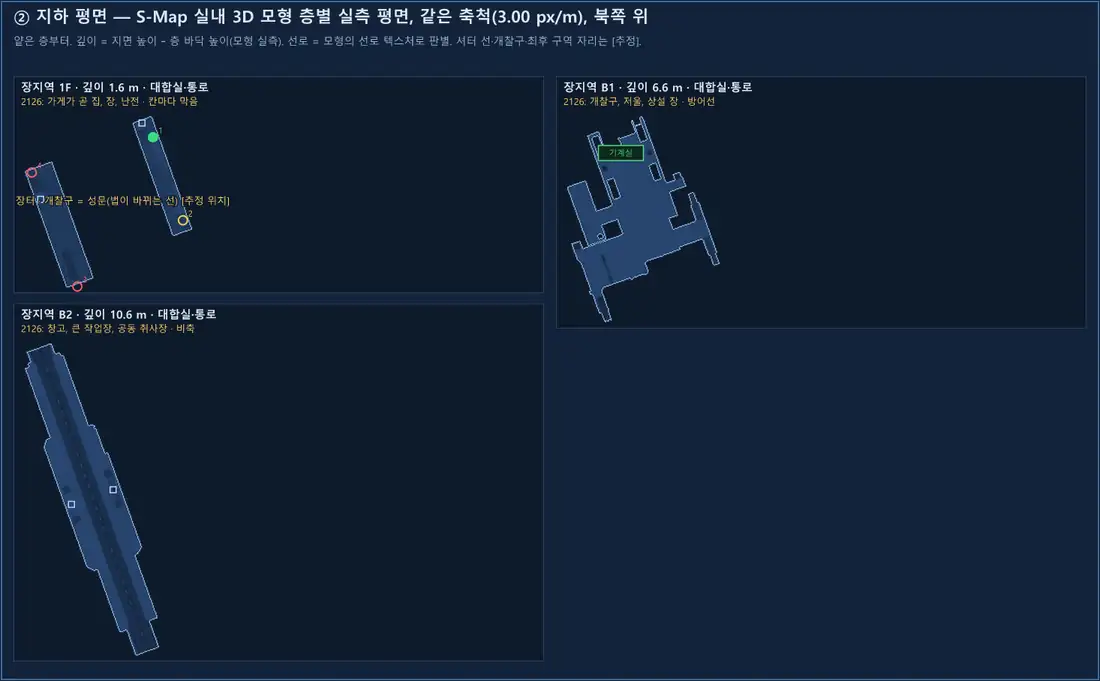 ② 지하 평면 — S-Map 실내 3D 모형 층별 실측 평면, 같은 축척(3.00 px/m), 북쪽 위
얕은 층부터. 깊이 = 지면 높이 − 층 바닥 높이(모형 실측). 선로 = 모형의 선로 텍스처로 판별. 셔터 선·개찰구·최후 구역 자리는 [추정].
장지역 1F · 깊이 1.6 m · 대합실·통로
2126: 가게가 곧 집, 장, 난전 · 칸마다 막음
1
2
개찰구 = 성문(법이 바뀌는 선) [추정 위치]
장지역 B1 · 깊이 6.6 m · 대합실·통로
2126: 개찰구, 저울, 상설 장 · 방어선
기계실
장지역 B2 · 깊이 10.6 m · 대합실·통로
2126: 창고, 큰 작업장, 공동 취사장 · 비축